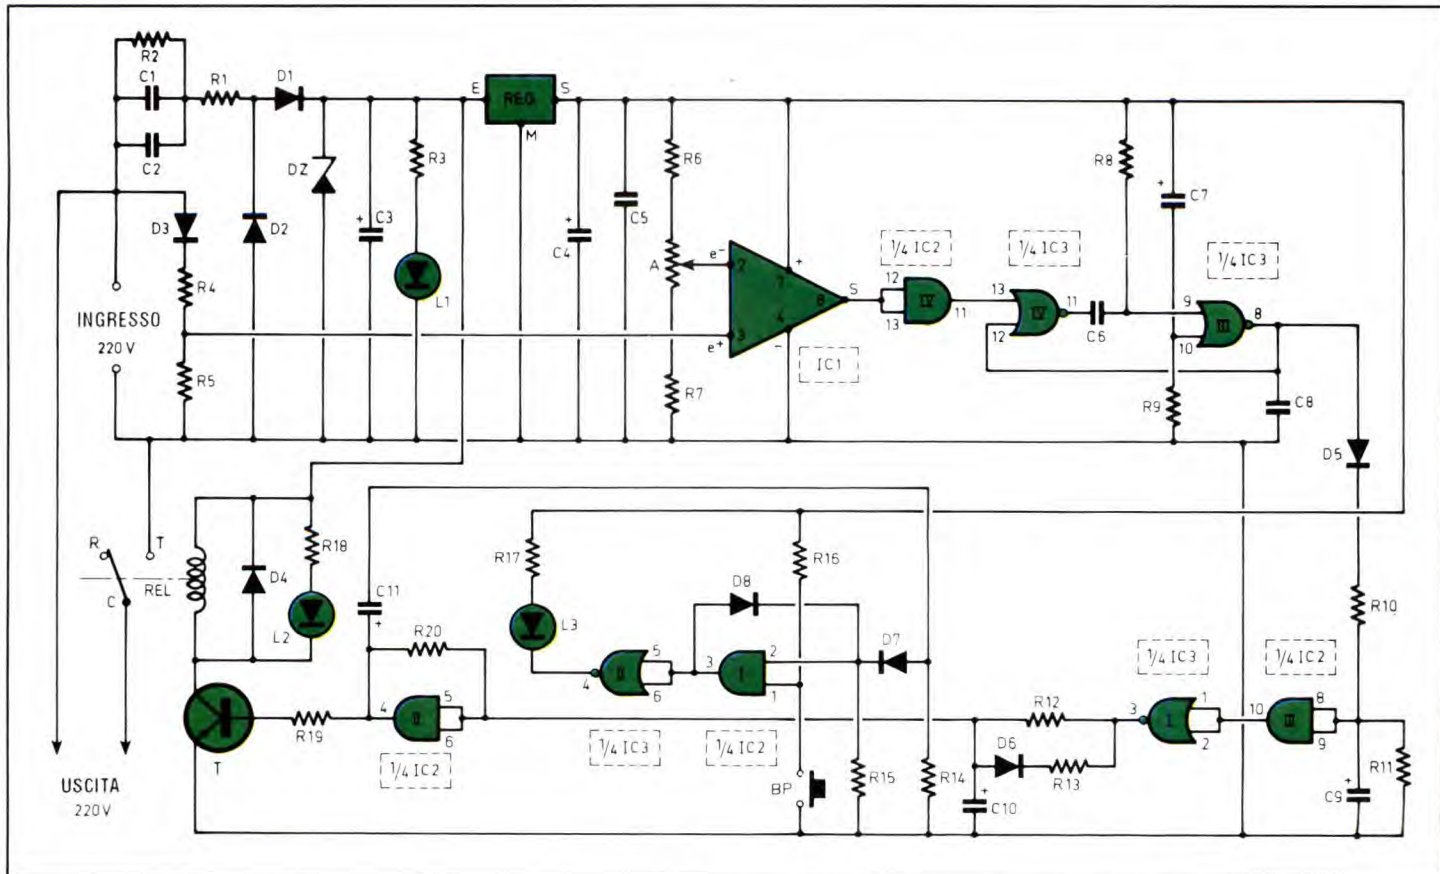 R2
C1
R1
D1
E
REG
S
M
C2
DZ
R3
R6
R8
D3
D2
C3
+
L1
C4
+
C5
A
e-
2
7
+
8
S
3
4
-
e+
IC1
1/4 IC2
12
13
IV
11
1/4 IC3
13
12
IV
11
C6
C7
+
1/4 IC3
9
10
III
8
R4
R5
INGRESSO
220 V
R7
R9
C8
D5
R
T
C
REL
D4
R18
L2
C11
+
R17
L3
R16
D8
D7
R10
R20
4
II
5
6
1/4 IC2
4
II
5
6
1/4 IC3
3
I
2
1
1/4 IC2
R12
D6
R13
3
I
1
2
1/4 IC3
10
III
8
9
1/4 IC2
T
R19
BP
R15
R14
C10
+
C9
+
R11
USCITA
220V